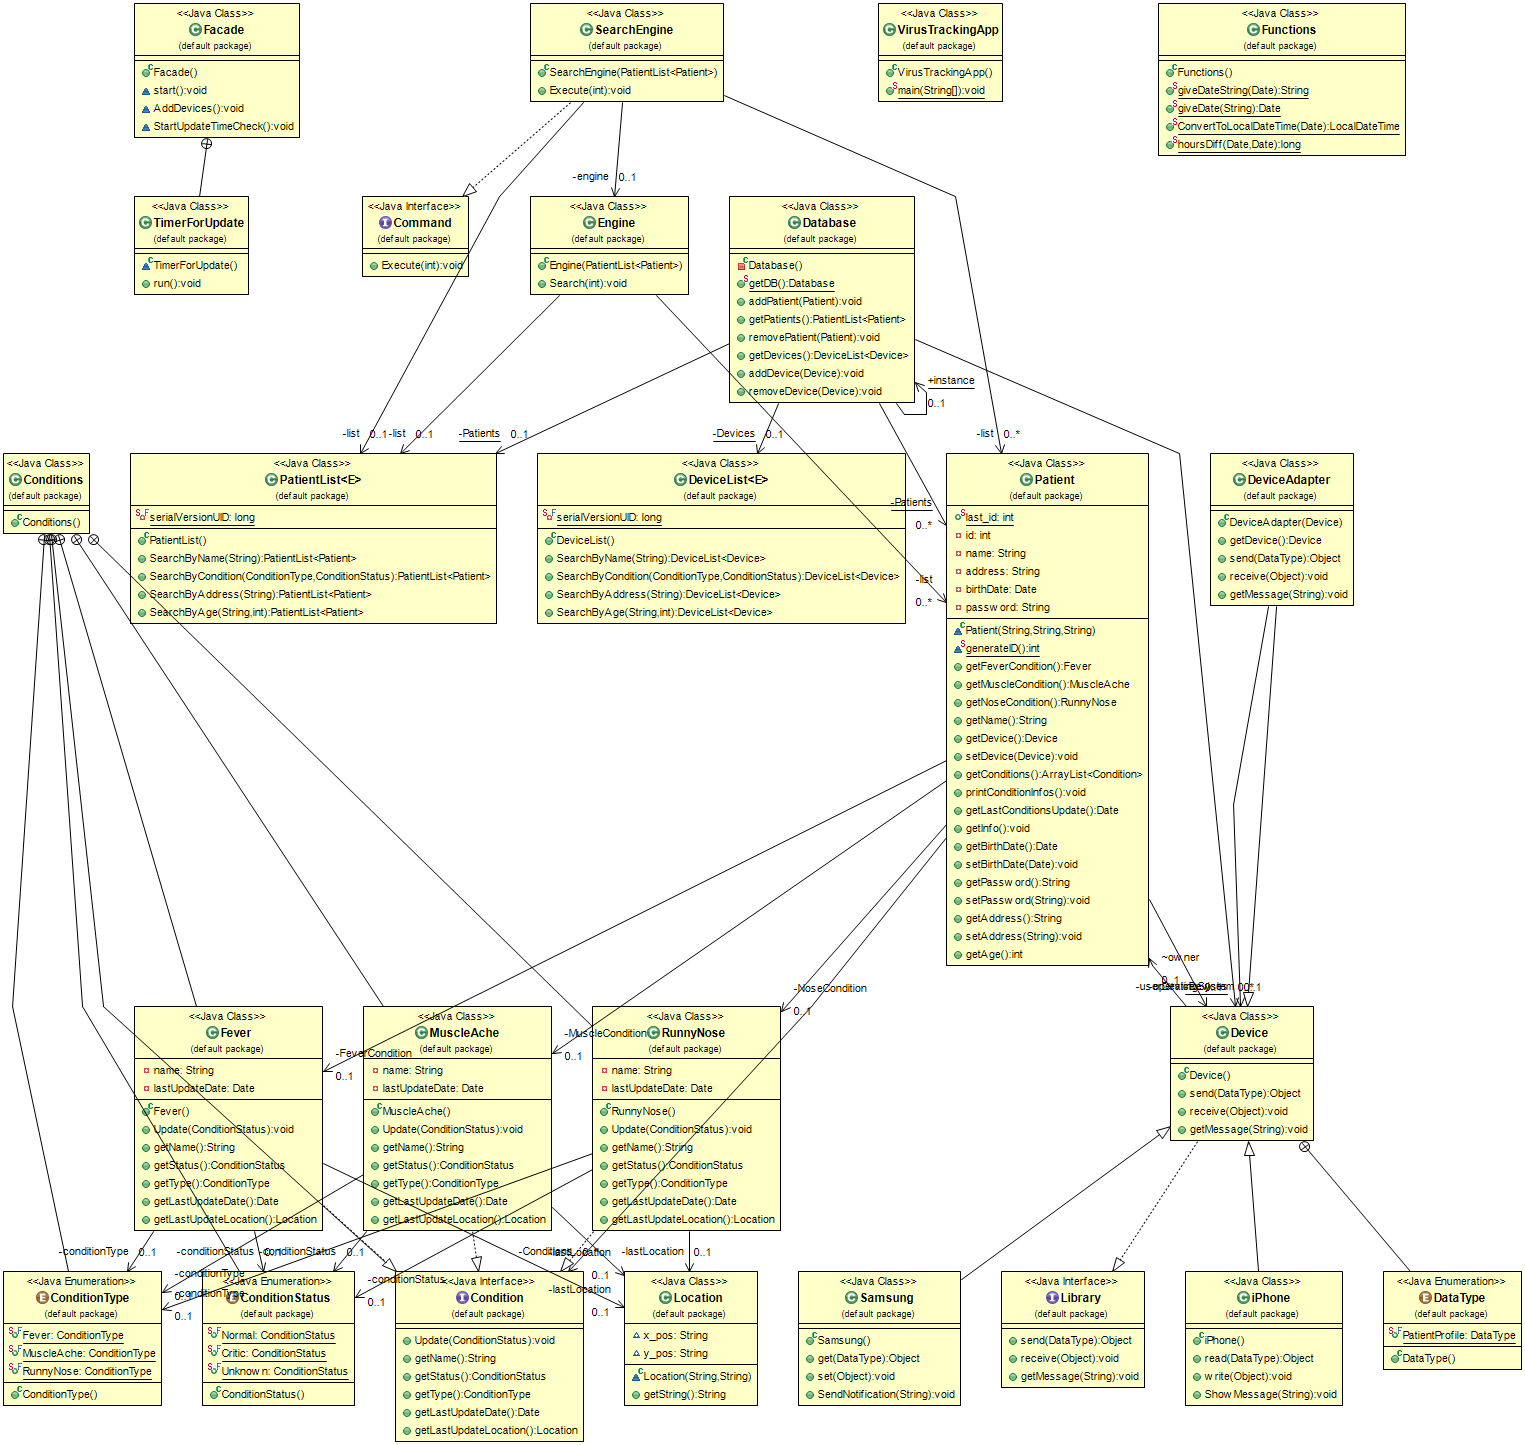 <<Java Class>>
Facade
(default package)
Facade()
start():void
AddDevices():void
StartUpdateTimeCheck():void
<<Java Class>>
SearchEngine
(default package)
SearchEngine(PatientList<Patient>)
Execute(int):void
<<Java Class>>
VirusTrackingApp
(default package)
VirusTrackingApp()
main(String[]):void
<<Java Class>>
Functions
(default package)
Functions()
giveDateString(Date):String
giveDate(String):Date
ConvertToLocalDateTime(Date):LocalDateTime
hoursDiff(Date,Date):long
-engine 0..1
<<Java Class>>
TimerForUpdate
(default package)
TimerForUpdate()
run():void
<<Java Interface>>
Command
(default package)
Execute(int):void
<<Java Class>>
Engine
(default package)
Engine(PatientList<Patient>)
Search(int):void
<<Java Class>>
Database
(default package)
Database()
getDB():Database
addPatient(Patient):void
getPatients():PatientList<Patient>
removePatient(Patient):void
getDevices():DeviceList<Device>
addDevice(Device):void
removeDevice(Device):void
+instance
0..1
-list 0..1
-list 0..1
-Patients 0..1
-Devices 0..1
-list 0..*
<<Java Class>>
Conditions
(default package)
Conditions()
<<Java Class>>
PatientList<E>
(default package)
serialVersionUID: long
PatientList()
SearchByName(String):PatientList<Patient>
SearchByCondition(ConditionType,ConditionStatus):PatientList<Patient>
SearchByAddress(String):PatientList<Patient>
SearchByAge(String,int):PatientList<Patient>
<<Java Class>>
DeviceList<E>
(default package)
serialVersionUID: long
DeviceList()
SearchByName(String):DeviceList<Device>
SearchByCondition(ConditionType,ConditionStatus):DeviceList<Device>
SearchByAddress(String):DeviceList<Device>
SearchByAge(String,int):DeviceList<Device>
-Patients
0..*
-list
0..*
<<Java Class>>
Patient
(default package)
last_id: int
id: int
name: String
address: String
birthDate: Date
password: String
Patient(String,String,String)
generateID():int
getFeverCondition():Fever
getMuscleCondition():MuscleAche
getNoseCondition():RunnyNose
getName():String
getDevice():Device
setDevice(Device):void
getConditions():ArrayList<Condition>
printConditionInfos():void
getLastConditionsUpdate():Date
getInfo():void
getBirthDate():Date
setBirthDate(Date):void
getPassword():String
setPassword(String):void
getAddress():String
setAddress(String):void
getAge():int
<<Java Class>>
DeviceAdapter
(default package)
DeviceAdapter(Device)
getDevice():Device
send(DataType):Object
receive(Object):void
getMessage(String):void
~owner
0..1
-NoseCondition
0..1
-MuscleCondition
0..1
-FeverCondition
0..1
<<Java Class>>
Fever
(default package)
name: String
lastUpdateDate: Date
Fever()
Update(ConditionStatus):void
getName():String
getStatus():ConditionStatus
getType():ConditionType
getLastUpdateDate():Date
getLastUpdateLocation():Location
<<Java Class>>
MuscleAche
(default package)
name: String
lastUpdateDate: Date
MuscleAche()
Update(ConditionStatus):void
getName():String
getStatus():ConditionStatus
getType():ConditionType
getLastUpdateDate():Date
getLastUpdateLocation():Location
<<Java Class>>
RunnyNose
(default package)
name: String
lastUpdateDate: Date
RunnyNose()
Update(ConditionStatus):void
getName():String
getStatus():ConditionStatus
getType():ConditionType
getLastUpdateDate():Date
getLastUpdateLocation():Location
<<Java Class>>
Device
(default package)
Device()
send(DataType):Object
receive(Object):void
getMessage(String):void
-conditionType 0..1
-conditionStatus 0..1
-conditionStatus 0..1
-lastLocation
0..1
-lastLocation 0..1
-conditionType
-conditionType
0..1
-conditionStatus
0..1
-lastLocation
0..1
<<Java Enumeration>>
ConditionType
(default package)
Fever: ConditionType
MuscleAche: ConditionType
RunnyNose: ConditionType
ConditionType()
<<Java Enumeration>>
ConditionStatus
(default package)
Normal: ConditionStatus
Critic: ConditionStatus
Unknown: ConditionStatus
ConditionStatus()
<<Java Interface>>
Condition
(default package)
Update(ConditionStatus):void
getName():String
getStatus():ConditionStatus
getType():ConditionType
getLastUpdateDate():Date
getLastUpdateLocation():Location
<<Java Class>>
Location
(default package)
x_pos: String
y_pos: String
Location(String,String)
getString():String
<<Java Class>>
Samsung
(default package)
Samsung()
get(DataType):Object
set(Object):void
SendNotification(String):void
<<Java Interface>>
Library
(default package)
send(DataType):Object
receive(Object):void
getMessage(String):void
<<Java Class>>
iPhone
(default package)
iPhone()
read(DataType):Object
write(Object):void
ShowMessage(String):void
<<Java Enumeration>>
DataType
(default package)
PatientProfile: DataType
DataType()